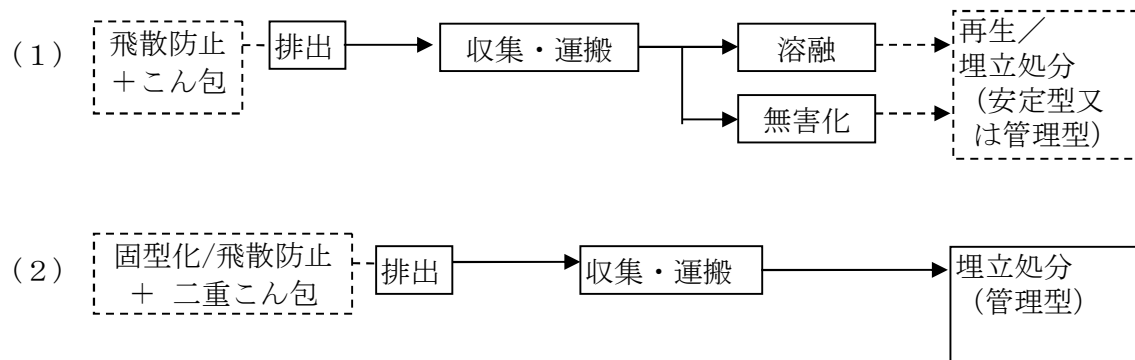 （１）
飛散防止
＋こん包
排出
収集・運搬
溶融
無害化
再生／
埋立処分
（安定型又
は管理型）
（２）
固型化/飛散防止
＋ 二重こん包
排出
収集・運搬
埋立処分
（管理型）